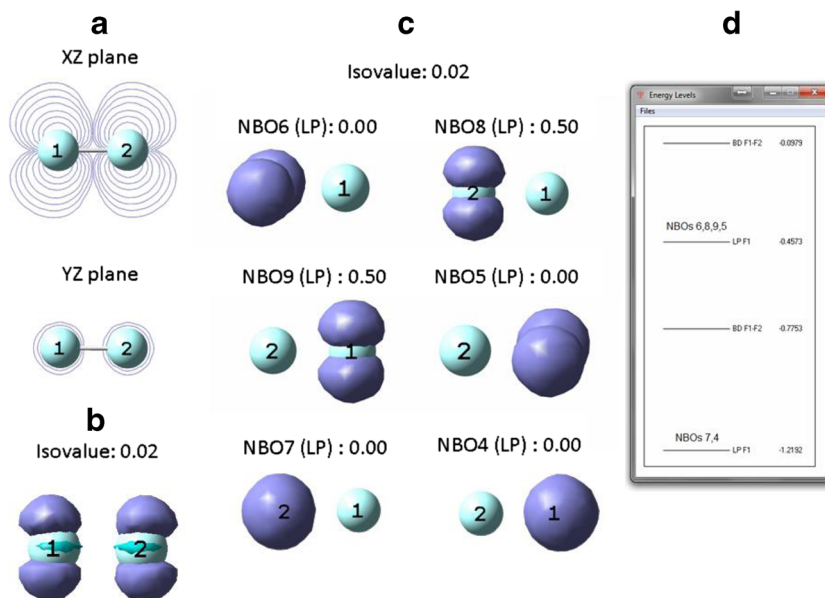 a
XZ plane
1
2
YZ plane
1
2
b
Isovalue: 0.02
1
2
c
Isovalue: 0.02
NBO6 (LP): 0.00
NBO8 (LP): 0.50
1
2
1
NBO9 (LP) : 0.50
NBO5 (LP): 0.00
2
1
2
NBO7 (LP) : 0.00
NBO4 (LP): 0.00
2
1
2
1
d
Energy Levels
Files
BD F1-F2 -0.0979
NBOs 6,8,9,5
LP F1 -0.4573
BD F1-F2 -0.7753
NBOs 7,4
LP F1 -1.2192